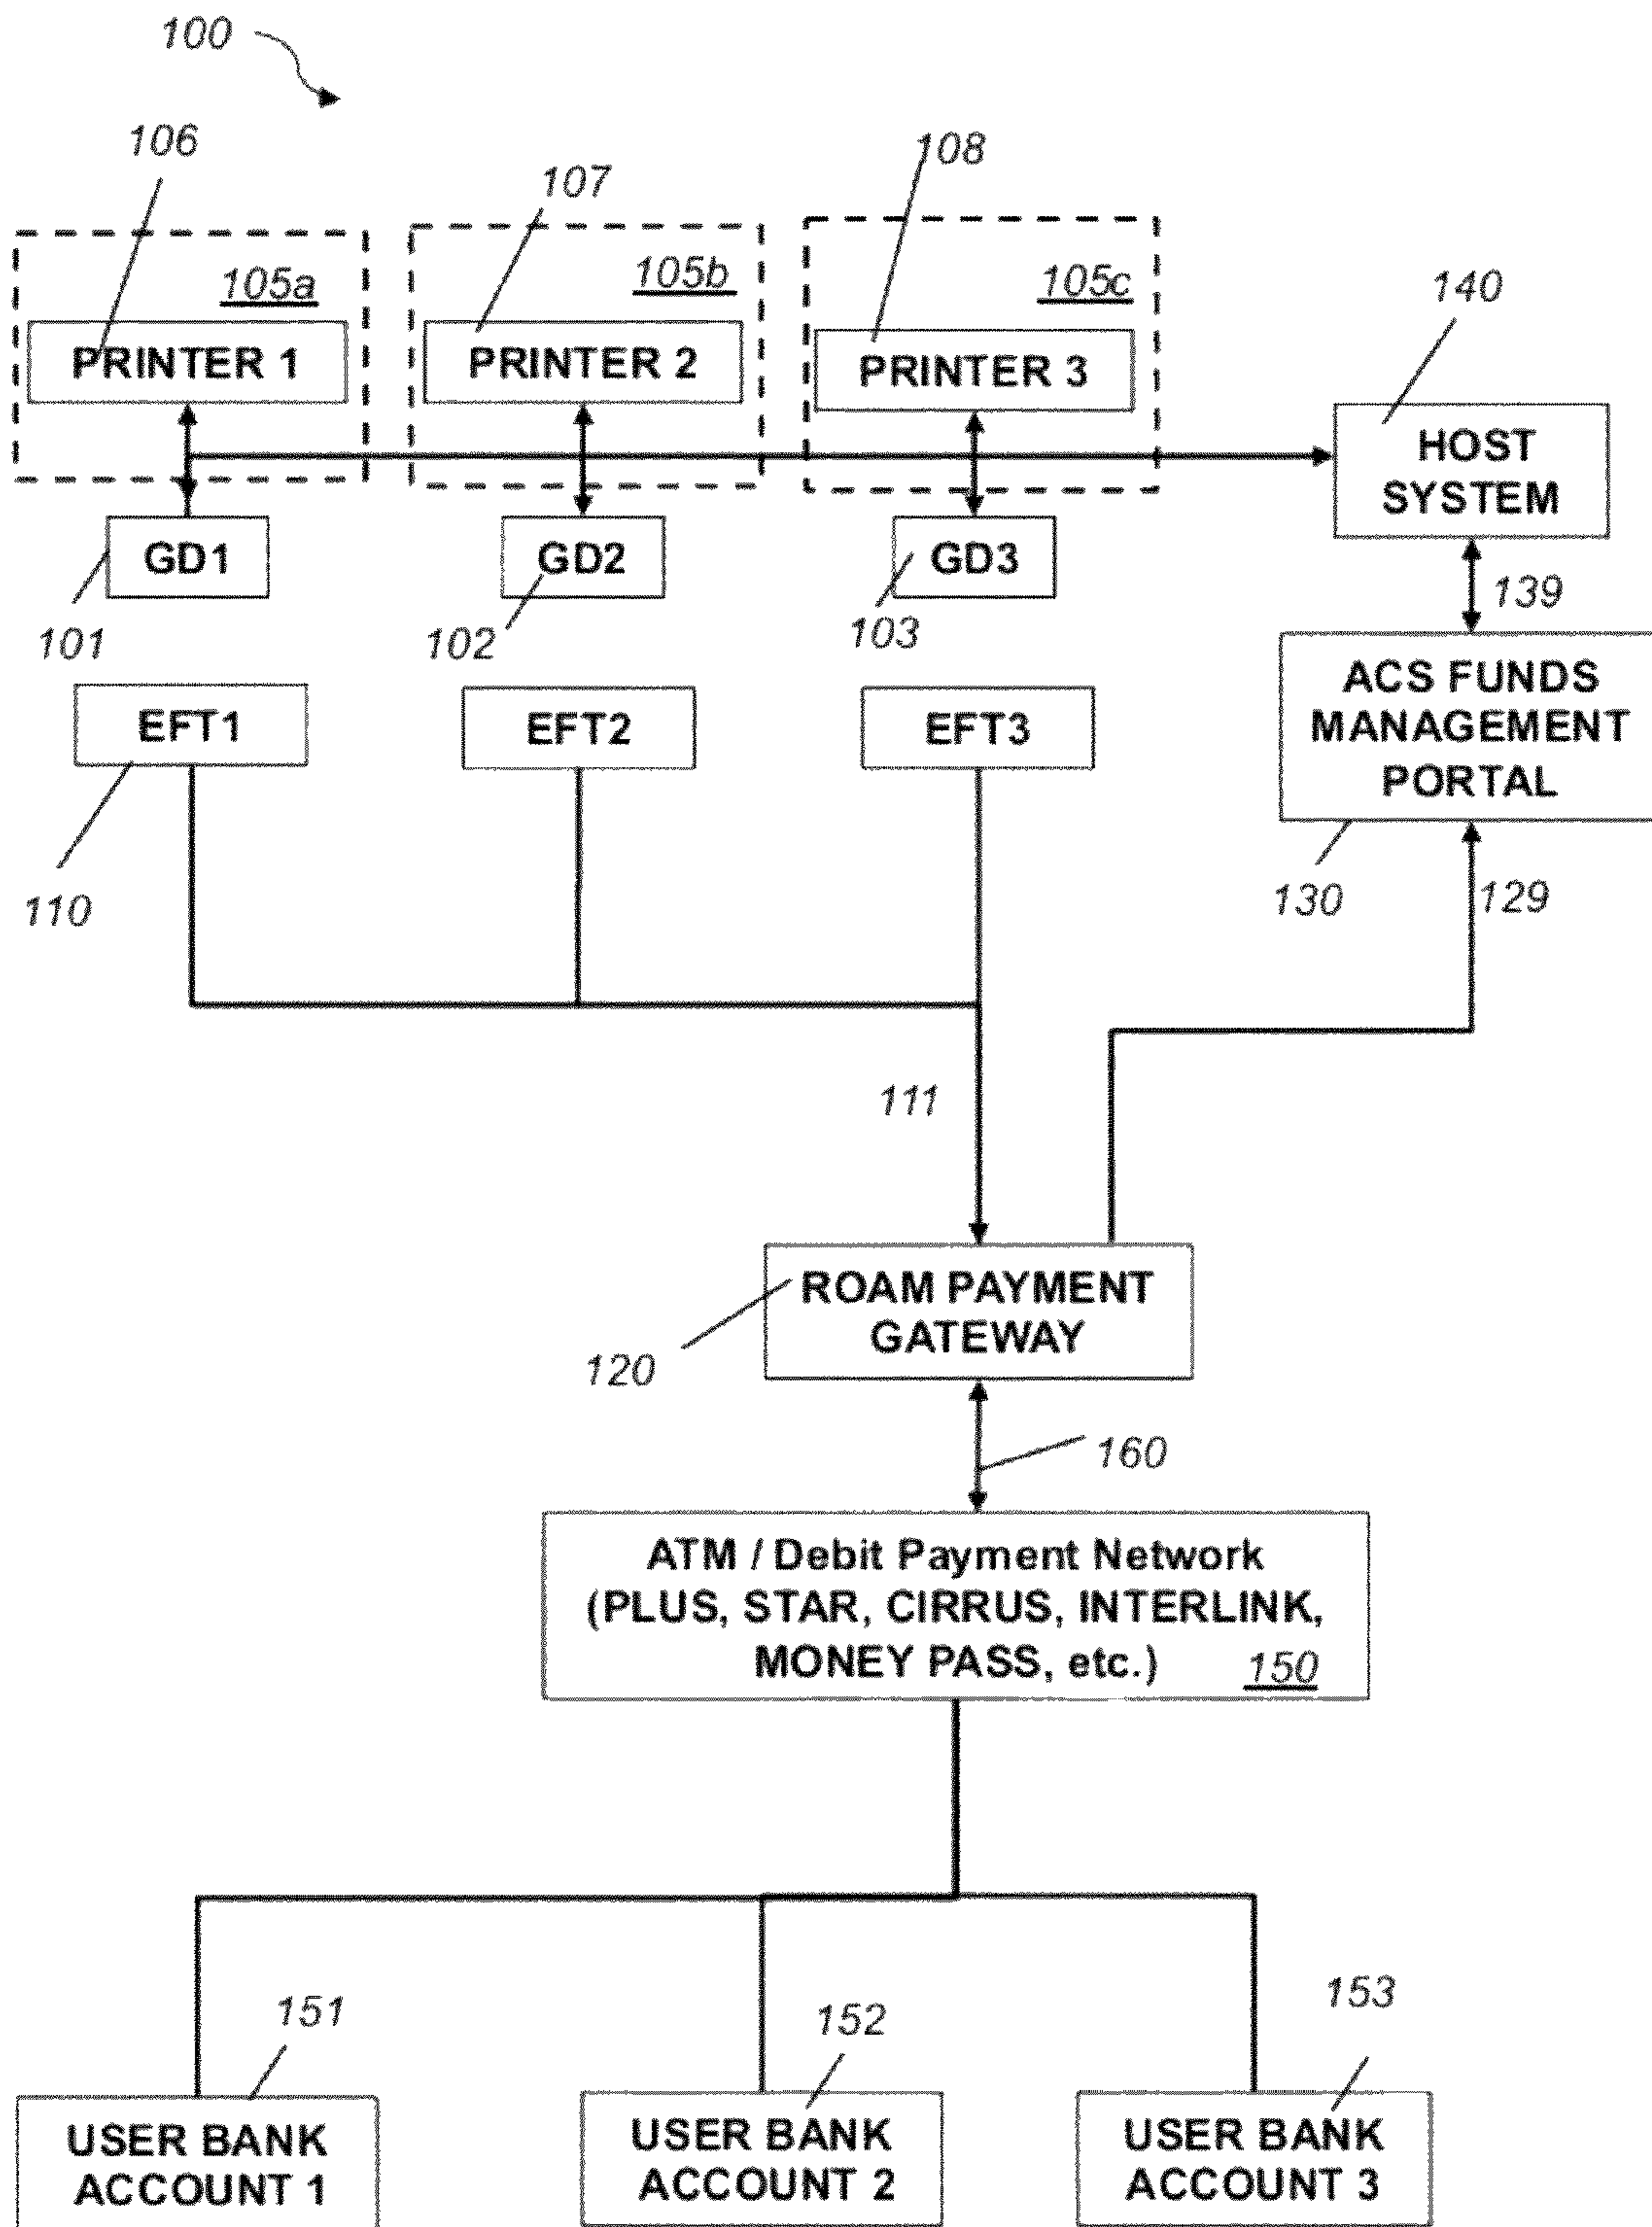 100
106
107
108
105a
105b
105c
140
PRINTER 1
PRINTER 2
PRINTER 3
HOST
SYSTEM
GD1
GD2
GD3
139
101
102
103
ACS FUNDS
MANAGEMENT
PORTAL
EFT1
EFT2
EFT3
110
130
129
111
ROAM PAYMENT
GATEWAY
120
160
ATM / Debit Payment Network
(PLUS, STAR, CIRRUS, INTERLINK,
MONEY PASS, etc.)
150
151
152
153
USER BANK
ACCOUNT 1
USER BANK
ACCOUNT 2
USER BANK
ACCOUNT 3